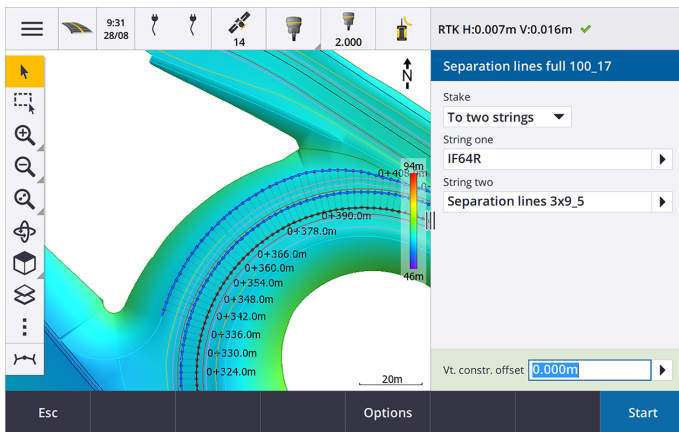 9:31
28/08
14
2.000
RTK H:0.007m V:0.016m
Separation lines full 100_17
Stake
To two strings
String one
IF64R
String two
Separation lines 3x9_5
N
94m
46m
0+390.0m
0+378.0m
0+366.0m
0+360.0m
0+354.0m
0+348.0m
0+342.0m
0+336.0m
0+330.0m
0+324.0m
20m
Vt. constr. offset
0.000m
Esc
Options
Start